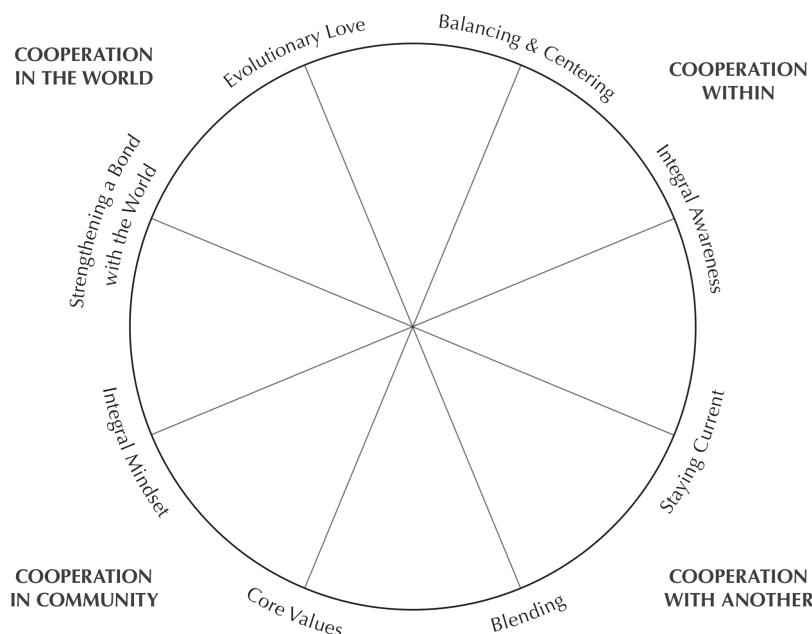 Evolutionary Love
Balancing & Centering
COOPERATION
IN THE WORLD
COOPERATION
WITHIN
Strengthening a Bond
with the World
Integral Awareness
Integral Mindset
Staying Current
COOPERATION
IN COMMUNITY
COOPERATION
WITH ANOTHER
Core Values
Blending